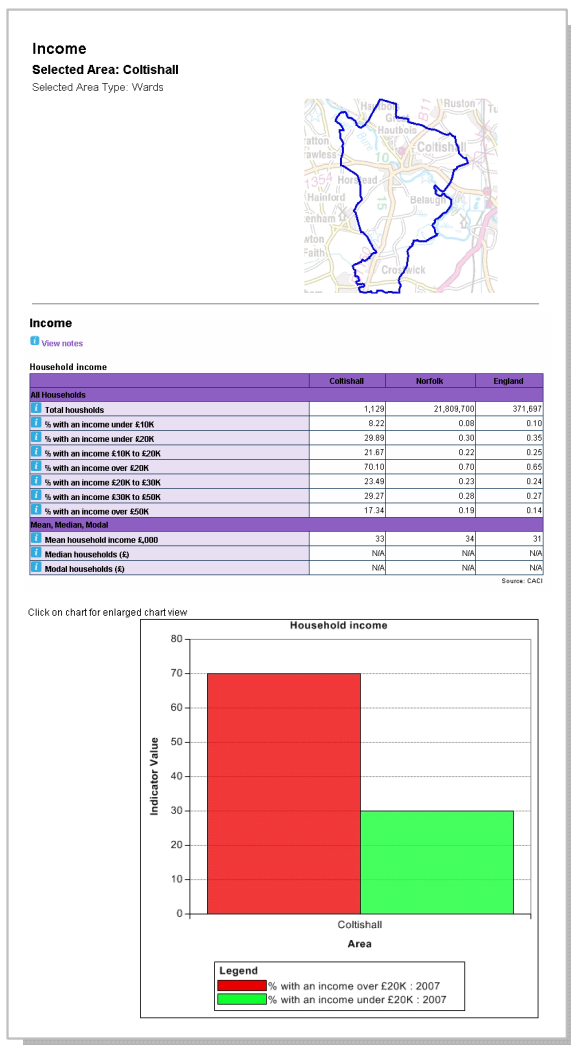 Income
Selected Area: Coltishall
Selected Area Type: Wards
Ruston
Hautbois
Coltishall
10
Horstead
1354
Hainford
15
Belaugh
Crostwick
Income
i View notes
Household income
Coltishall Norfolk England
All Households
i Total housholds 1,129 21,809,700 371,697
i % with an income under £10K 8.22 0.08 0.10
i % with an income under £20K 29.89 0.30 0.35
i % with an income £10K to £20K 21.67 0.22 0.25
i % with an income over £20K 70.10 0.70 0.65
i % with an income £20K to £30K 23.49 0.23 0.24
i % with an income £30K to £50K 29.27 0.28 0.27
i % with an income over £50K 17.34 0.19 0.14
Mean, Median, Modal
i Mean household income £,000 33 34 31
i Median households (£) N/A N/A N/A
i Modal households (£) N/A N/A N/A
Source: CACI
Click on chart for enlarged chart view
Household income
80
70
60
50
40
30
20
10
0
Indicator Value
Coltishall
Area
Legend
% with an income over £20K : 2007
% with an income under £20K : 2007